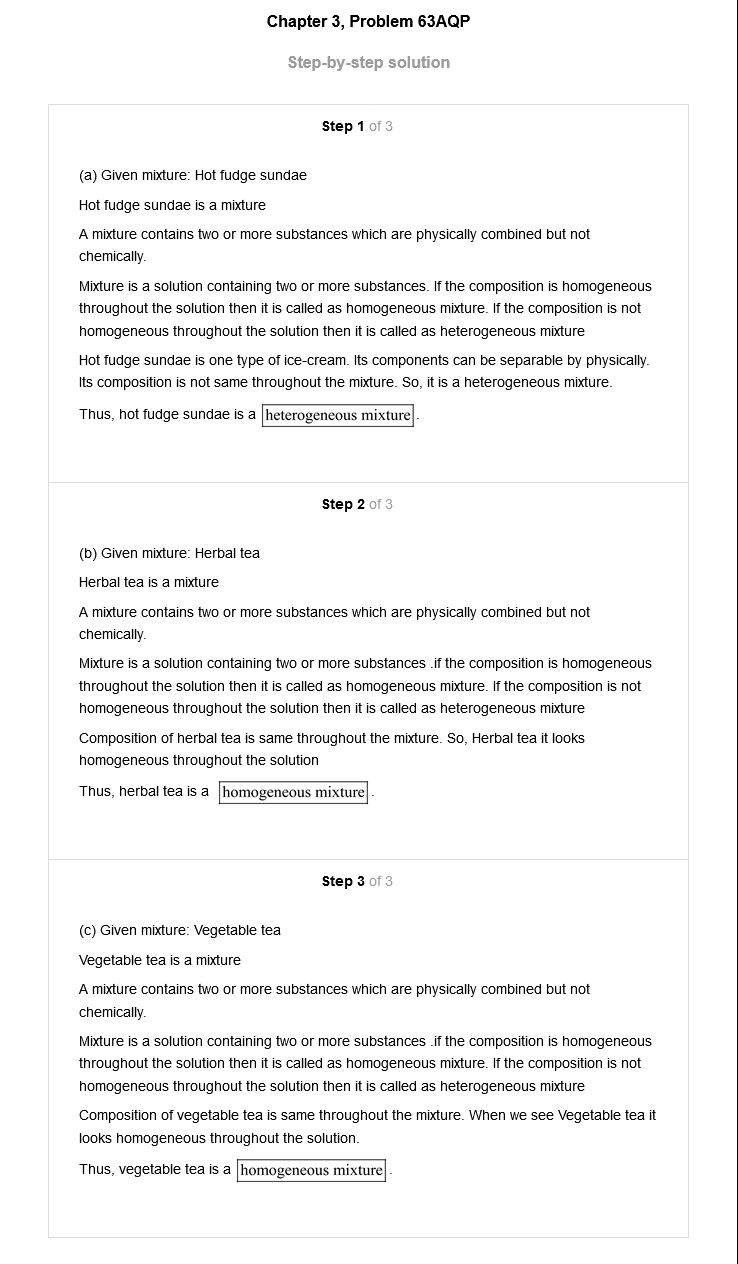 Chapter 3, Problem 63AQP
Step-by-step solution
Step 1 of 3
(a) Given mixture: Hot fudge sundae
Hot fudge sundae is a mixture
A mixture contains two or more substances which are physically combined but not
chemically.
Mixture is a solution containing two or more substances. If the composition is homogeneous
throughout the solution then it is called as homogeneous mixture. If the composition is not
homogeneous throughout the solution then it is called as heterogeneous mixture
Hot fudge sundae is one type of ice-cream. Its components can be separable by physically.
Its composition is not same throughout the mixture. So, it is a heterogeneous mixture.
Thus, hot fudge sundae is a heterogeneous mixture.
Step 2 of 3
(b) Given mixture: Herbal tea
Herbal tea is a mixture
A mixture contains two or more substances which are physically combined but not
chemically.
Mixture is a solution containing two or more substances .if the composition is homogeneous
throughout the solution then it is called as homogeneous mixture. If the composition is not
homogeneous throughout the solution then it is called as heterogeneous mixture
Composition of herbal tea is same throughout the mixture. So, Herbal tea it looks
homogeneous throughout the solution
Thus, herbal tea is a homogeneous mixture.
Step 3 of 3
(c) Given mixture: Vegetable tea
Vegetable tea is a mixture
A mixture contains two or more substances which are physically combined but not
chemically.
Mixture is a solution containing two or more substances .if the composition is homogeneous
throughout the solution then it is called as homogeneous mixture. If the composition is not
homogeneous throughout the solution then it is called as heterogeneous mixture
Composition of vegetable tea is same throughout the mixture. When we see Vegetable tea it
looks homogeneous throughout the solution.
Thus, vegetable tea is a homogeneous mixture.